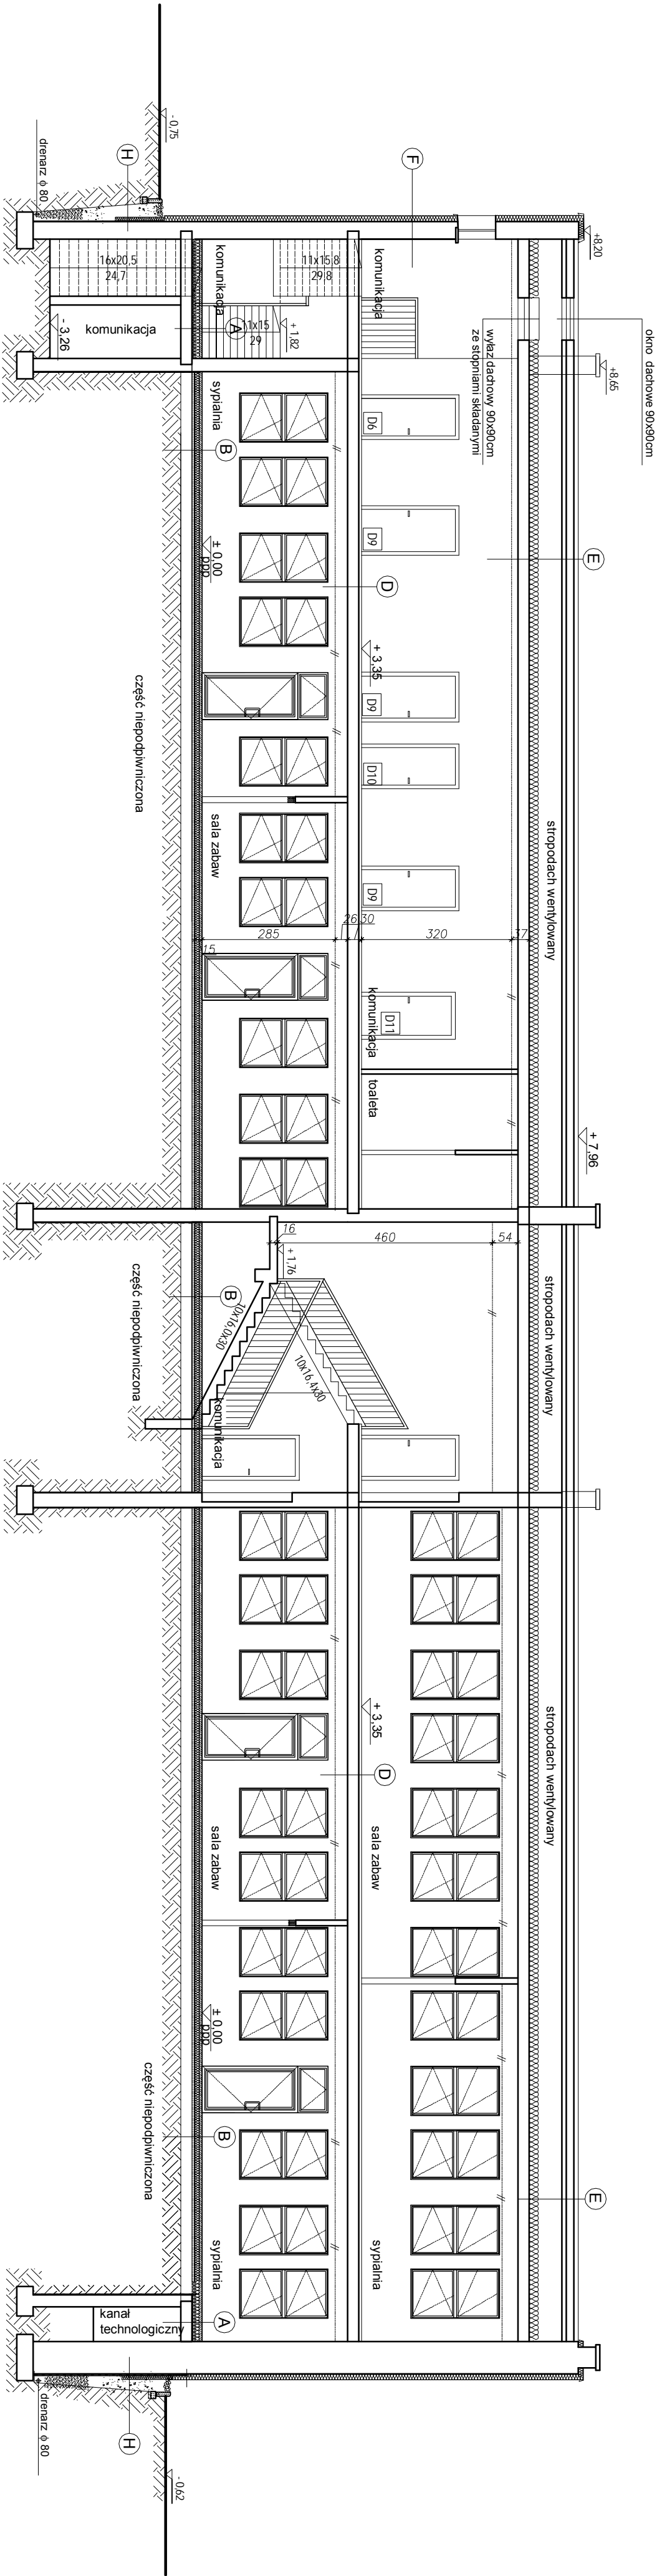 okno dachowe 90x90cm
+8,65
+8,20
wyłaz dachowy 90x90cm
ze stopniami składanymi
E
stropodach wentylowany
+ 7,96
stropodach wentylowany
stropodach wentylowany
E
F
komunikacja
D6
D9
+ 3,35
D9
D10
D9
320
37
komunikacja
D11
toaleta
460
54
+ 3,35
D
sala zabaw
sypialnia
11x15,8
29,8
+ 1,82
D
26
30
285
15
16
+ 1,76
10x16,4x30
10x16,0x30
komunikacja
11x15
29
A
sypialnia
B
± 0,00
ppp
sala zabaw
B
komunikacja
sala zabaw
± 0,00
ppp
B
sypialnia
A
- 0,75
H
drenarz ϕ 80
16x20,5
24,7
komunikacja
- 3,26
część niepodpiwniczona
część niepodpiwniczona
część niepodpiwniczona
kanał
technologiczny
H
drenarz ϕ 80
- 0,62